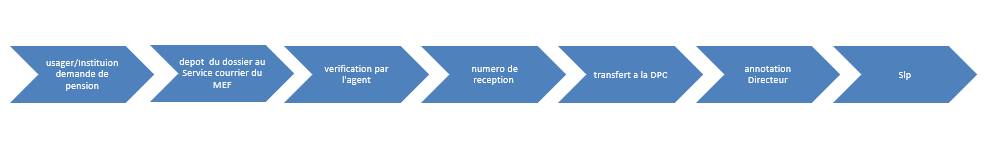 usager/Instituion
demande de
pension
depot  du dossier au
Service courrier du
MEF
verification par
l'agent
numero de
reception
transfert a la DPC
annotation
Directeur
Slp